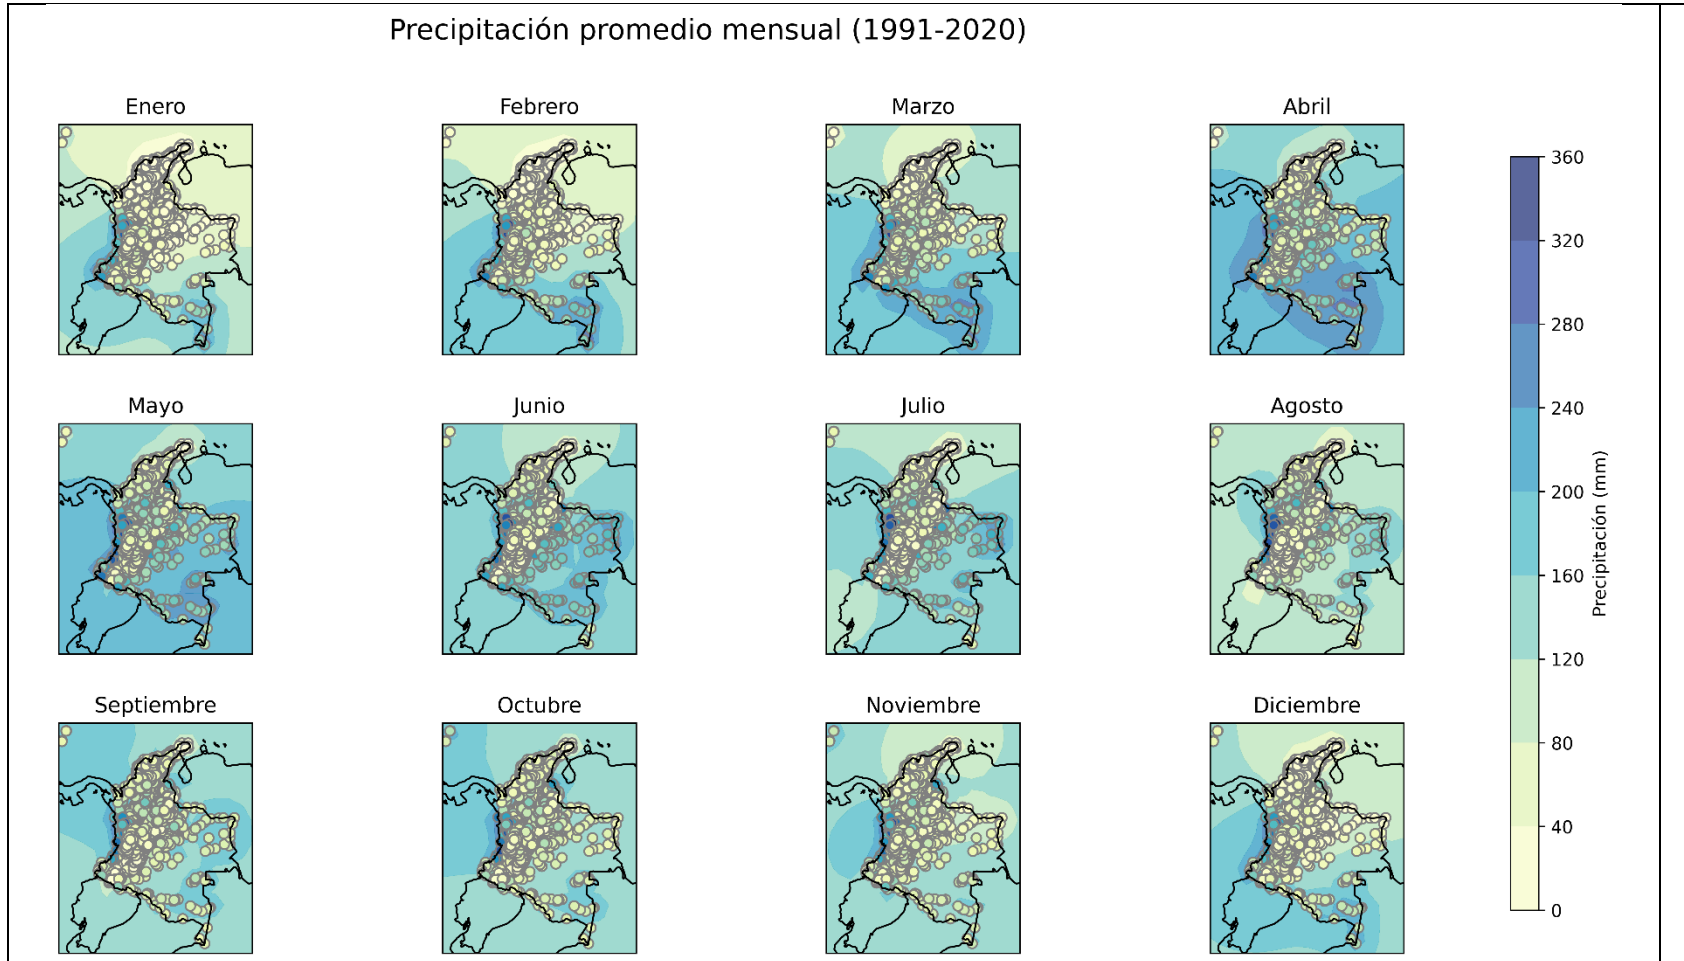 Precipitación promedio mensual (1991-2020)
Enero
Febrero
Marzo
Abril
Mayo
Junio
Julio
Agosto
Septiembre
Octubre
Noviembre
Diciembre
360
320
280
240
200
160
120
80
40
0
Precipitación (mm)